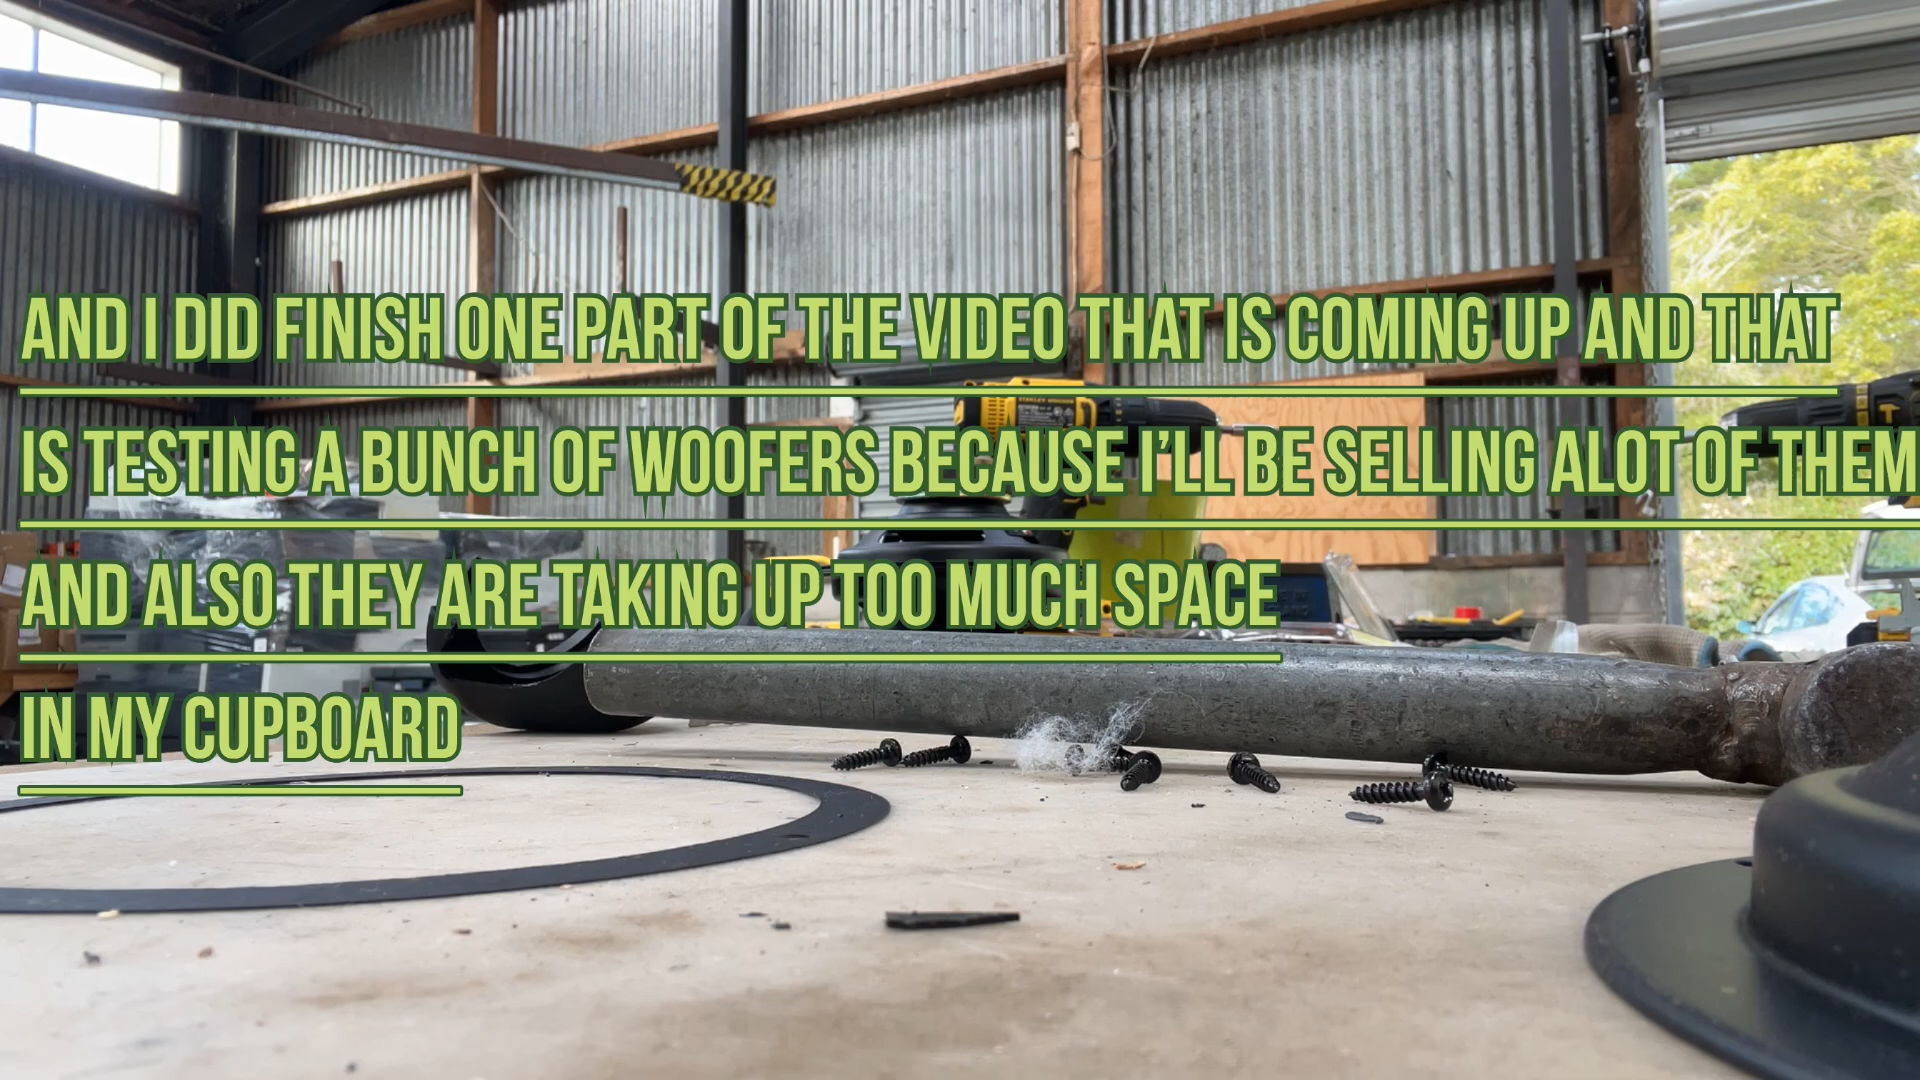 AND I DID FINISH ONE PART OF THE VIDEO THAT IS COMING UP AND THAT
IS TESTING A BUNCH OF WOOFERS BECAUSE I'LL BE SELLING ALOT OF THEM
AND ALSO THEY ARE TAKING UP TOO MUCH SPACE
IN MY CUPBOARD